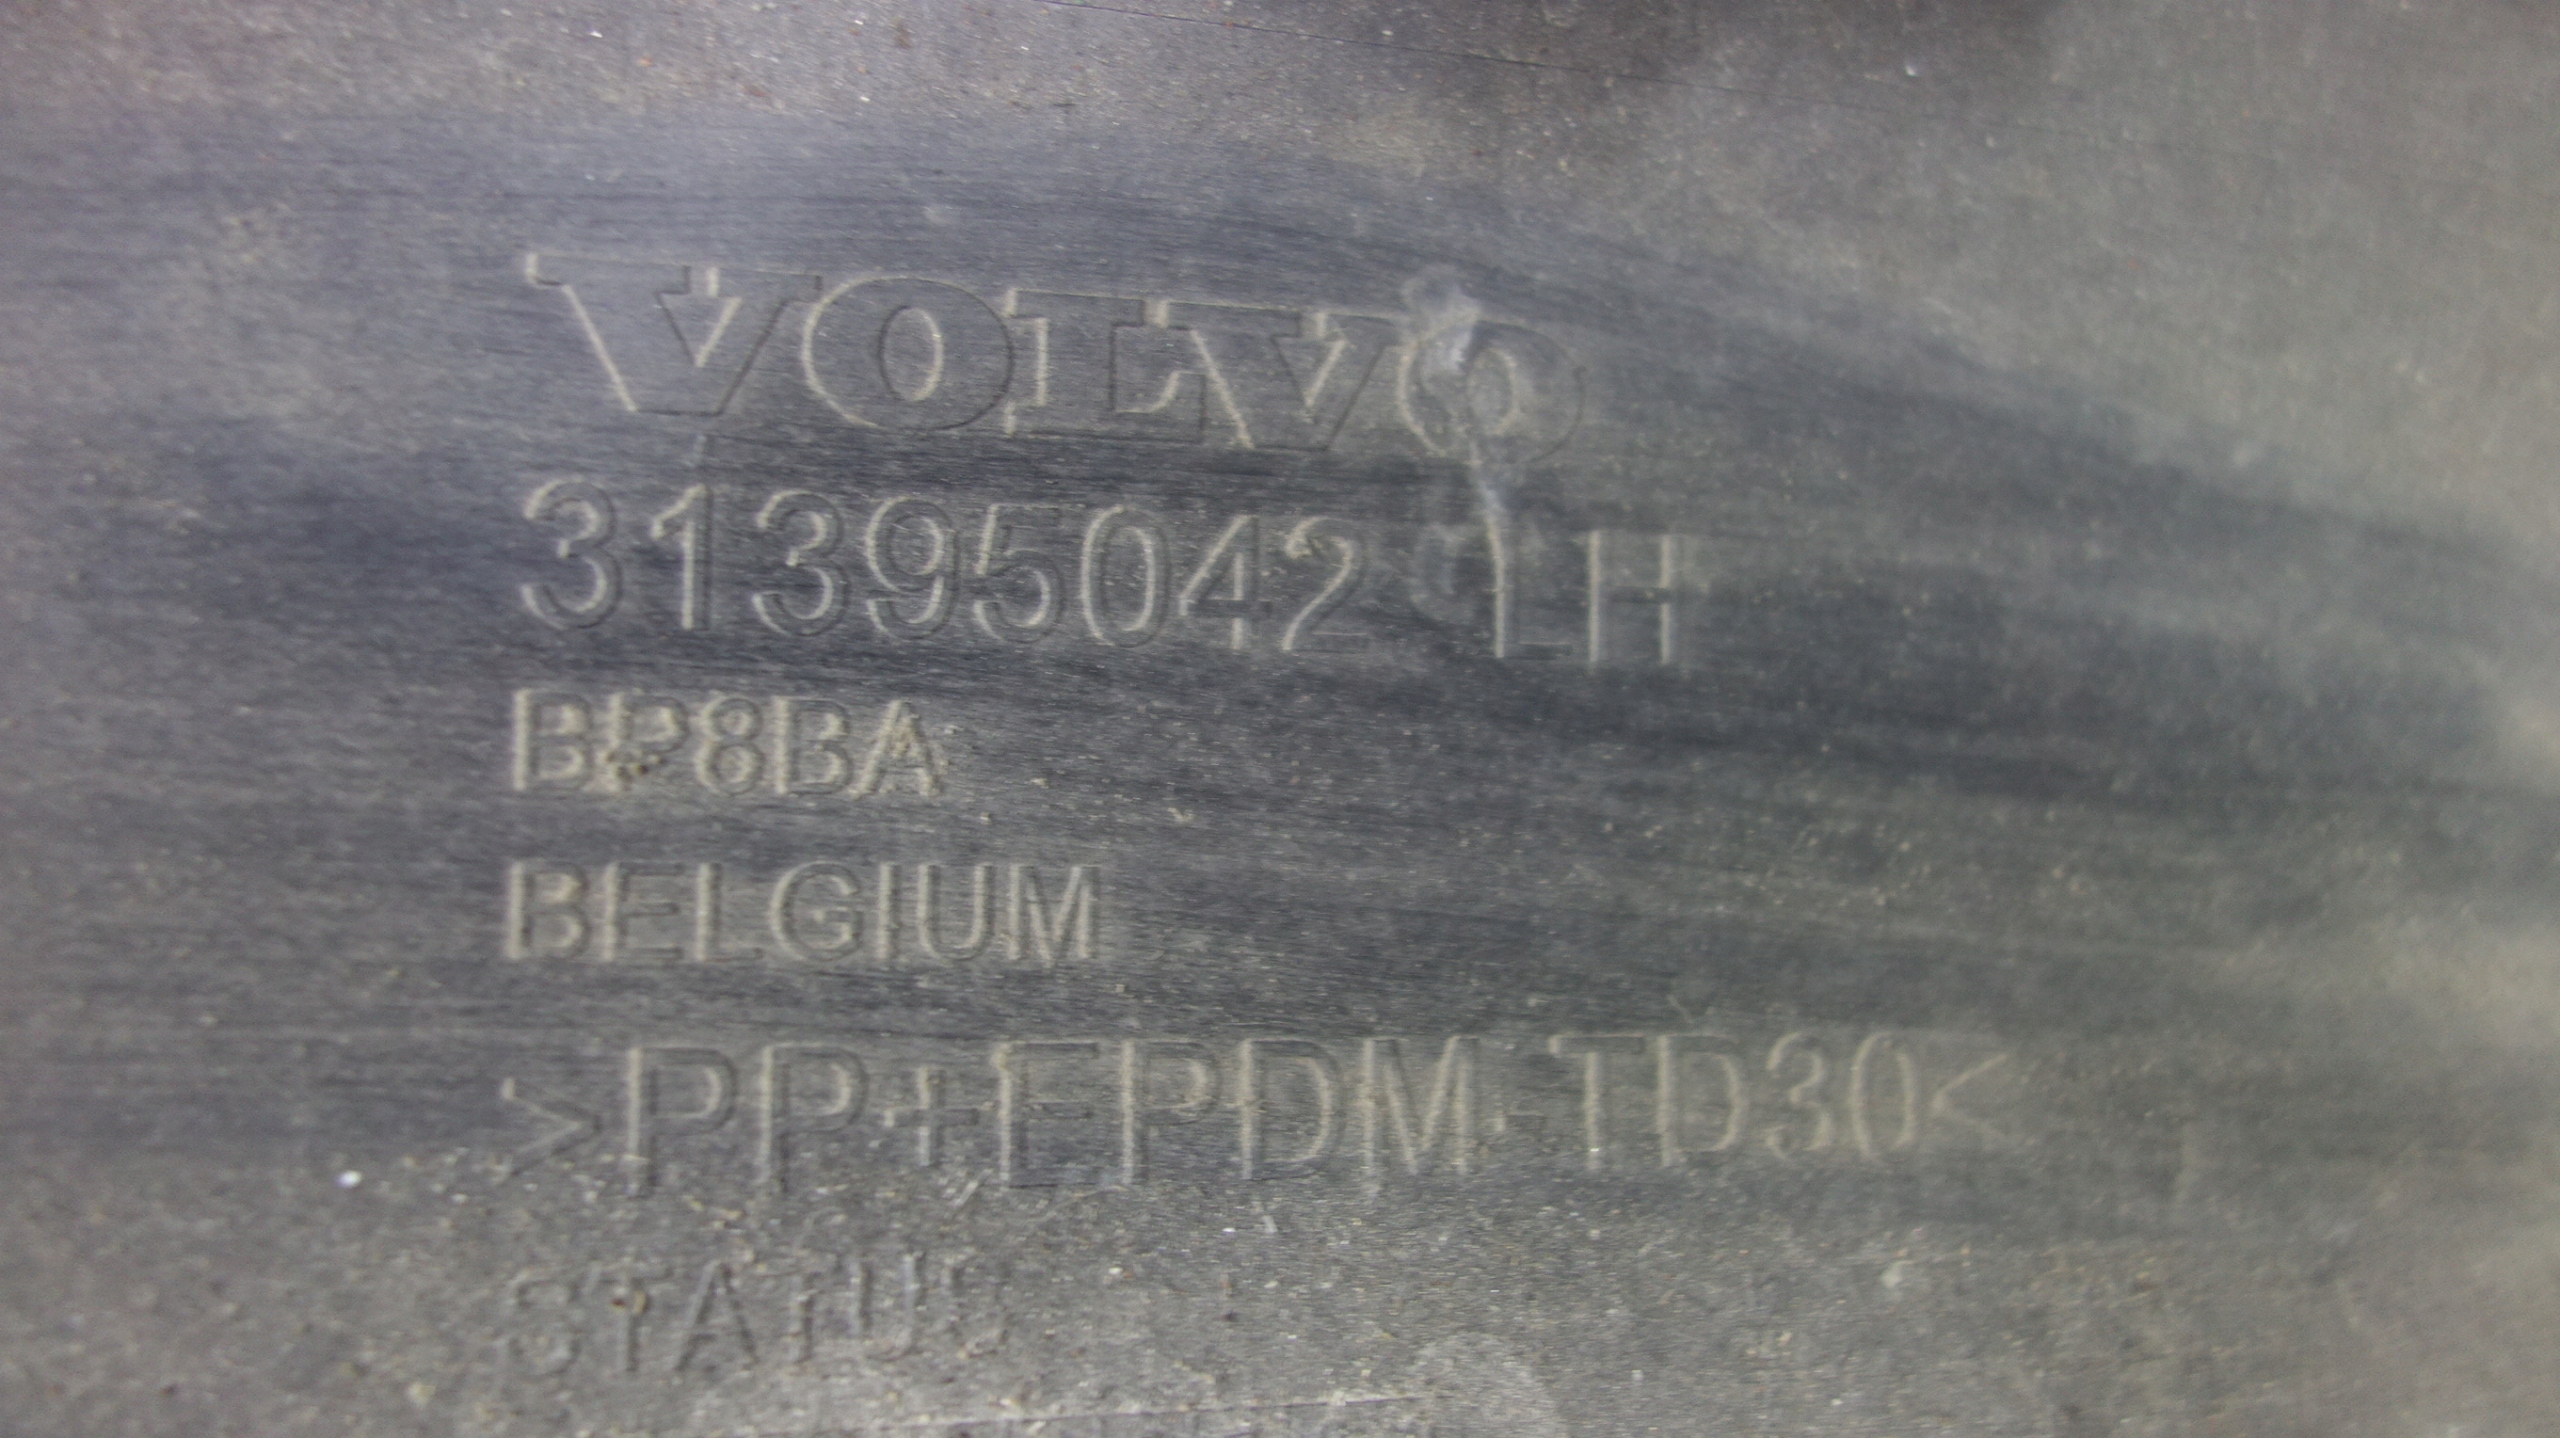 VOLVO
31395042 LH
BP8BA
BELGIUM
>PP+EPDM-TD30<